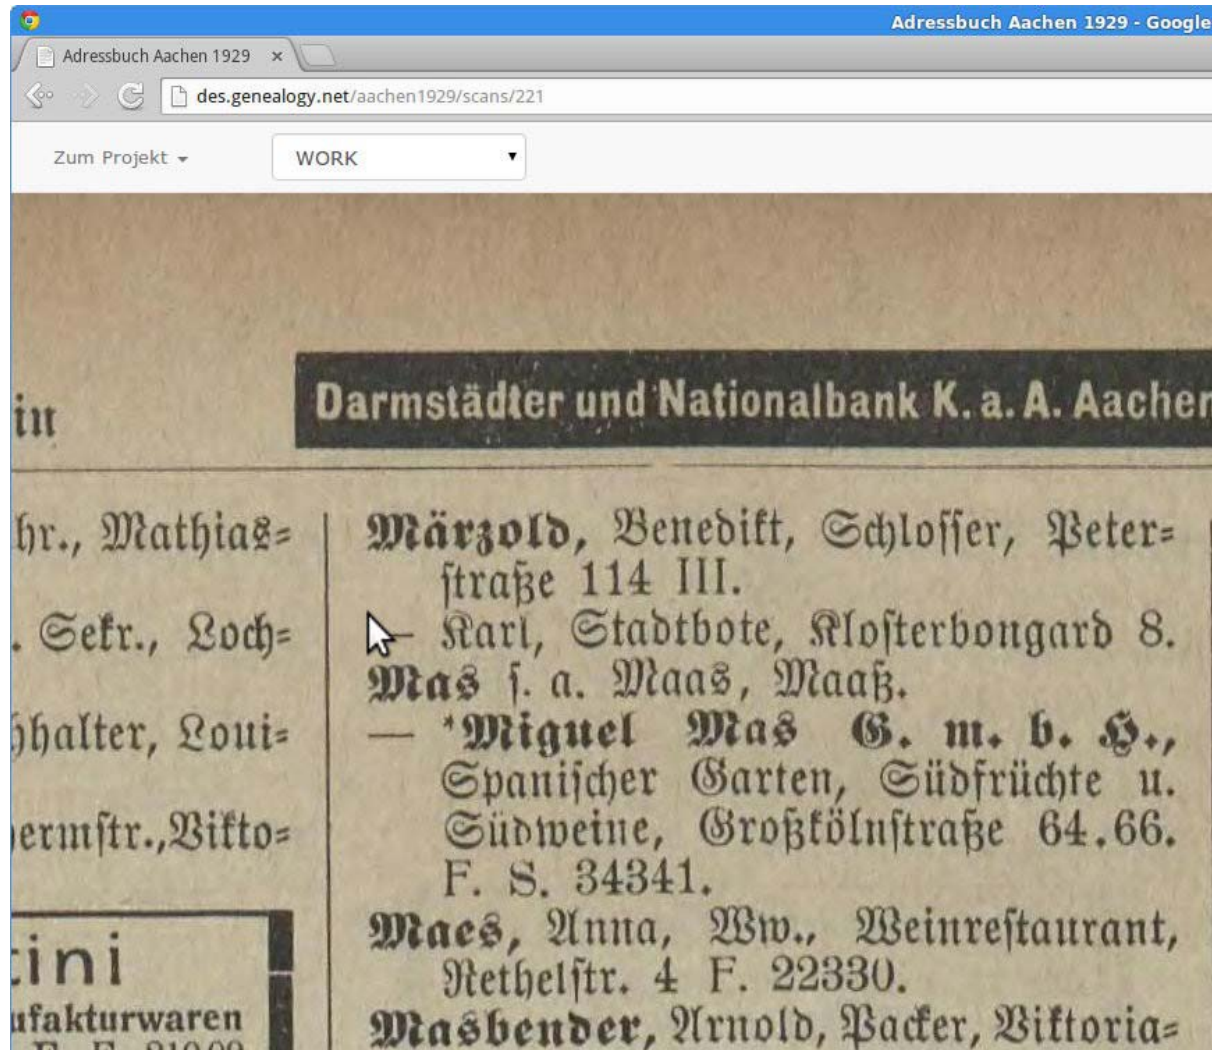 Adressbuch Aachen 1929 - Google
Adressbuch Aachen 1929
des.genealogy.net/aachen1929/scans/221
Zum Projekt
WORK
Darmstädter und Nationalbank K. a. A. Aachen
hr., Mathias=
. Sekr., Loch=
hhalter, Loui=
ermstr., Vikto=
tini
ufakturwaren
Märzold, Benedikt, Schlosser, Peter=
straße 114 III.
— Karl, Stadtbote, Klosterbongard 8.
Mas s. a. Maas, Maaß.
— *Miguel Mas G. m. b. H.,
Spanischer Garten, Südfrüchte u.
Südweine, Großkölnstraße 64.66.
F. S. 34341.
Maes, Anna, Ww., Weinrestaurant,
Rethelstr. 4 F. 22330.
Masbender, Arnold, Packer, Viktoria=